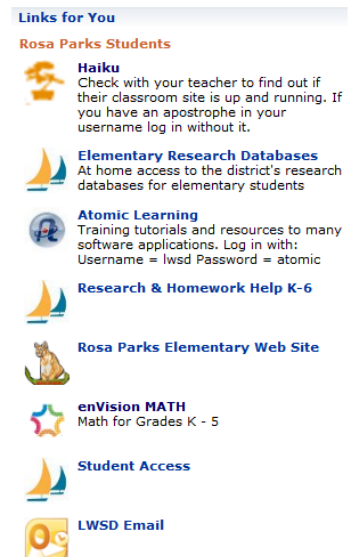 Links for You
Rosa Parks Students
Haiku
Check with your teacher to find out if
their classroom site is up and running. If
you have an apostrophe in your
username log in without it.
Elementary Research Databases
At home access to the district's research
databases for elementary students
Atomic Learning
Training tutorials and resources to many
software applications. Log in with:
Username = lwsd Password = atomic
Research & Homework Help K-6
Rosa Parks Elementary Web Site
enVision MATH
Math for Grades K - 5
Student Access
LWSD Email